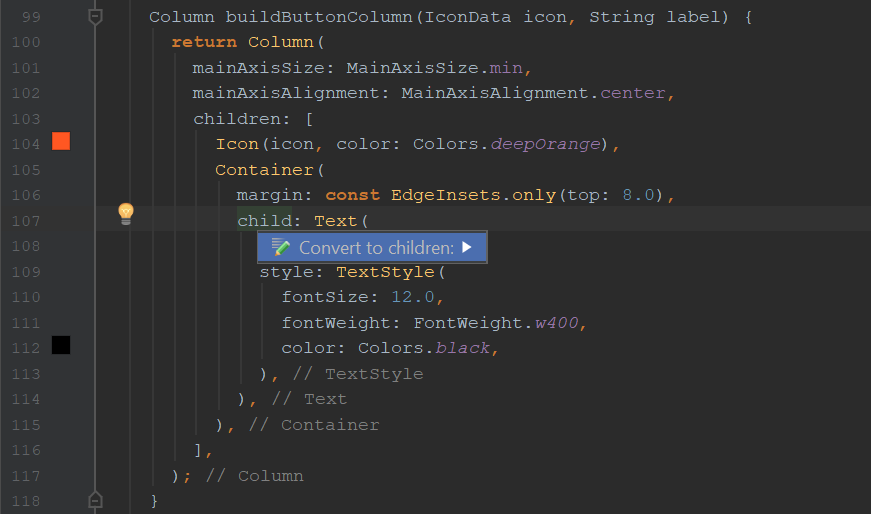 99 Column buildButtonColumn(IconData icon, String label) {
100 return Column(
101 mainAxisSize: MainAxisSize.min,
102 mainAxisAlignment: MainAxisAlignment.center,
103 children: [
104 Icon(icon, color: Colors.deepOrange),
105 Container(
106 margin: const EdgeInsets.only(top: 8.0),
107 child: Text(
108 Convert to children:
109 style: TextStyle(
110 fontSize: 12.0,
111 fontWeight: FontWeight.w400,
112 color: Colors.black,
113 ), // TextStyle
114 ), // Text
115 ), // Container
116 ],
117 ); // Column
118 }